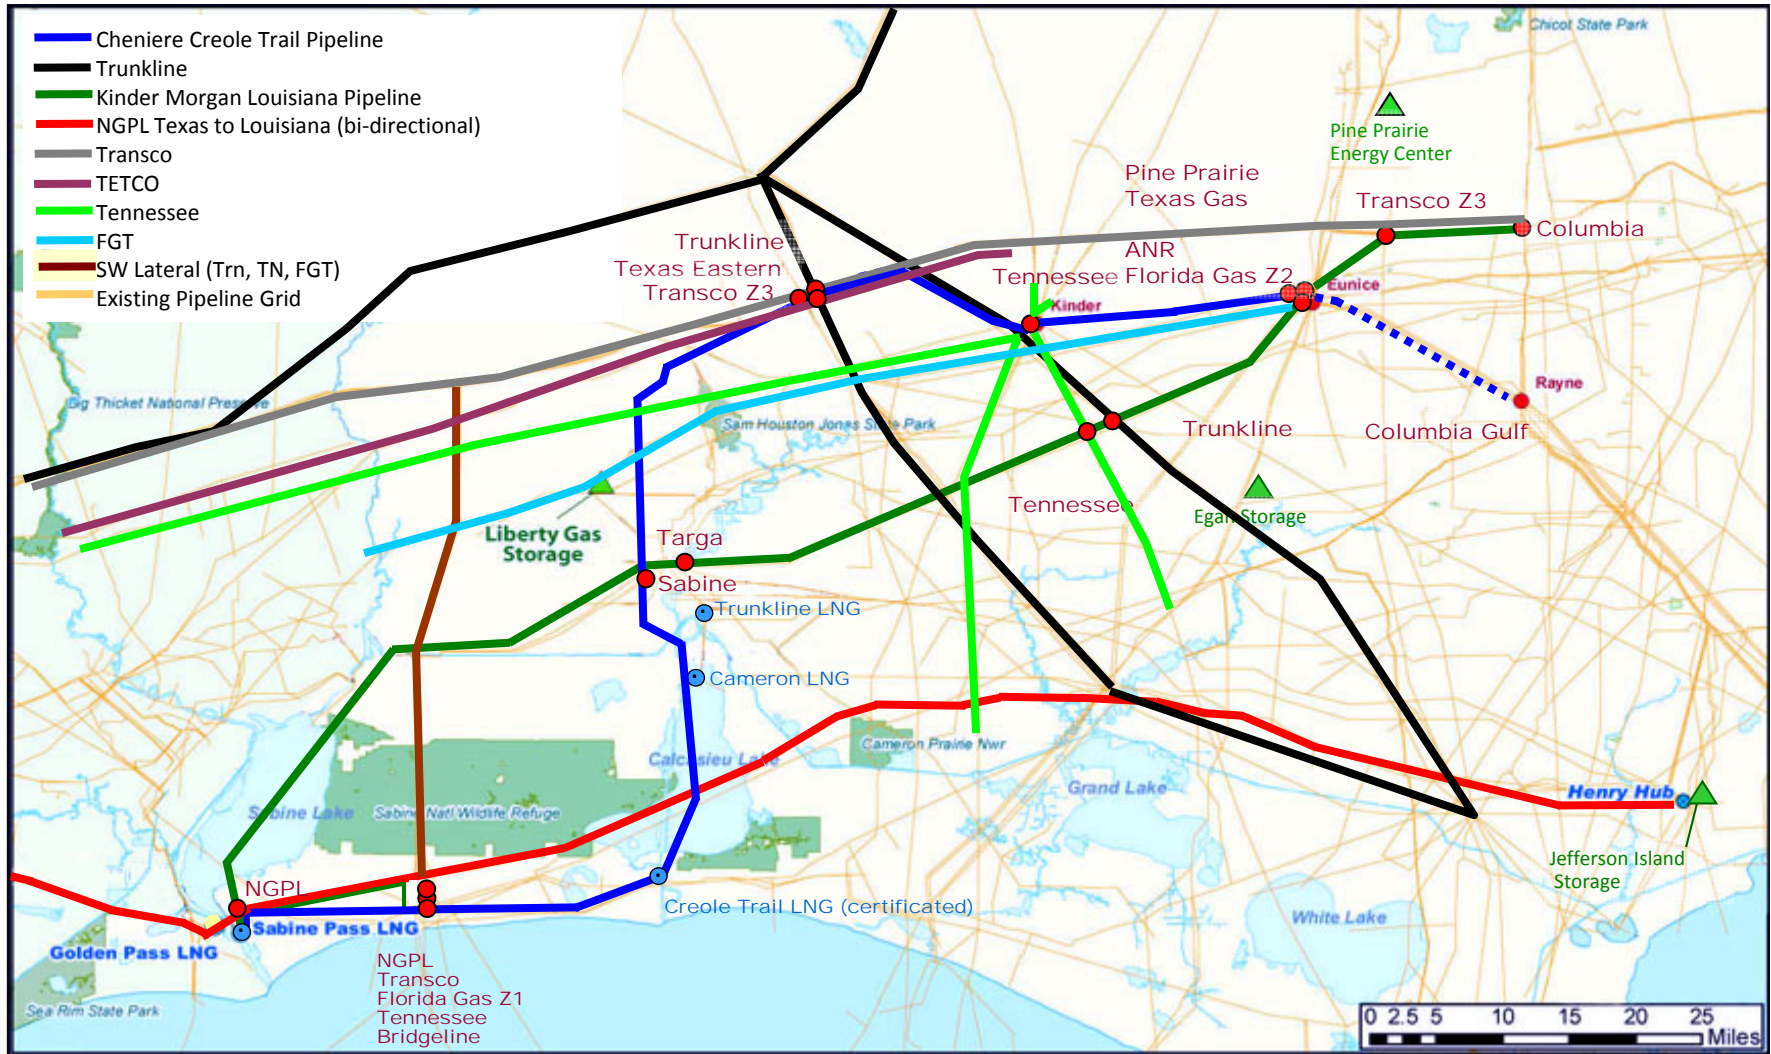 Cheniere Creole Trail Pipeline
Trunkline
Kinder Morgan Louisiana Pipeline
NGPL Texas to Louisiana (bi-directional)
Transco
TETCO
Tennessee
FGT
SW Lateral (Trn, TN, FGT)
Existing Pipeline Grid
Chicot State Park
Pine Prairie
Energy Center
Pine Prairie
Texas Gas
Transco Z3
Columbia
Trunkline
Texas Eastern
Transco Z3
ANR
Tennessee
Florida Gas Z2
Eunice
Kinder
Rayne
Big Thicket National Preserve
Sam Houston Jones State Park
Trunkline
Columbia Gulf
Liberty Gas
Storage
Tennessee
Egan Storage
Targa
Sabine
Trunkline LNG
Cameron LNG
Calcasieu Lake
Cameron Prairie Nwr
Grand Lake
Henry Hub
Sabine Lake
Sabine Natl Wildlife Refuge
Jefferson Island
Storage
NGPL
Creole Trail LNG (certificated)
White Lake
Sabine Pass LNG
Golden Pass LNG
NGPL
Transco
Florida Gas Z1
Tennessee
Bridgeline
Sea Rim State Park
0 2.5 5 10 15 20 25
Miles